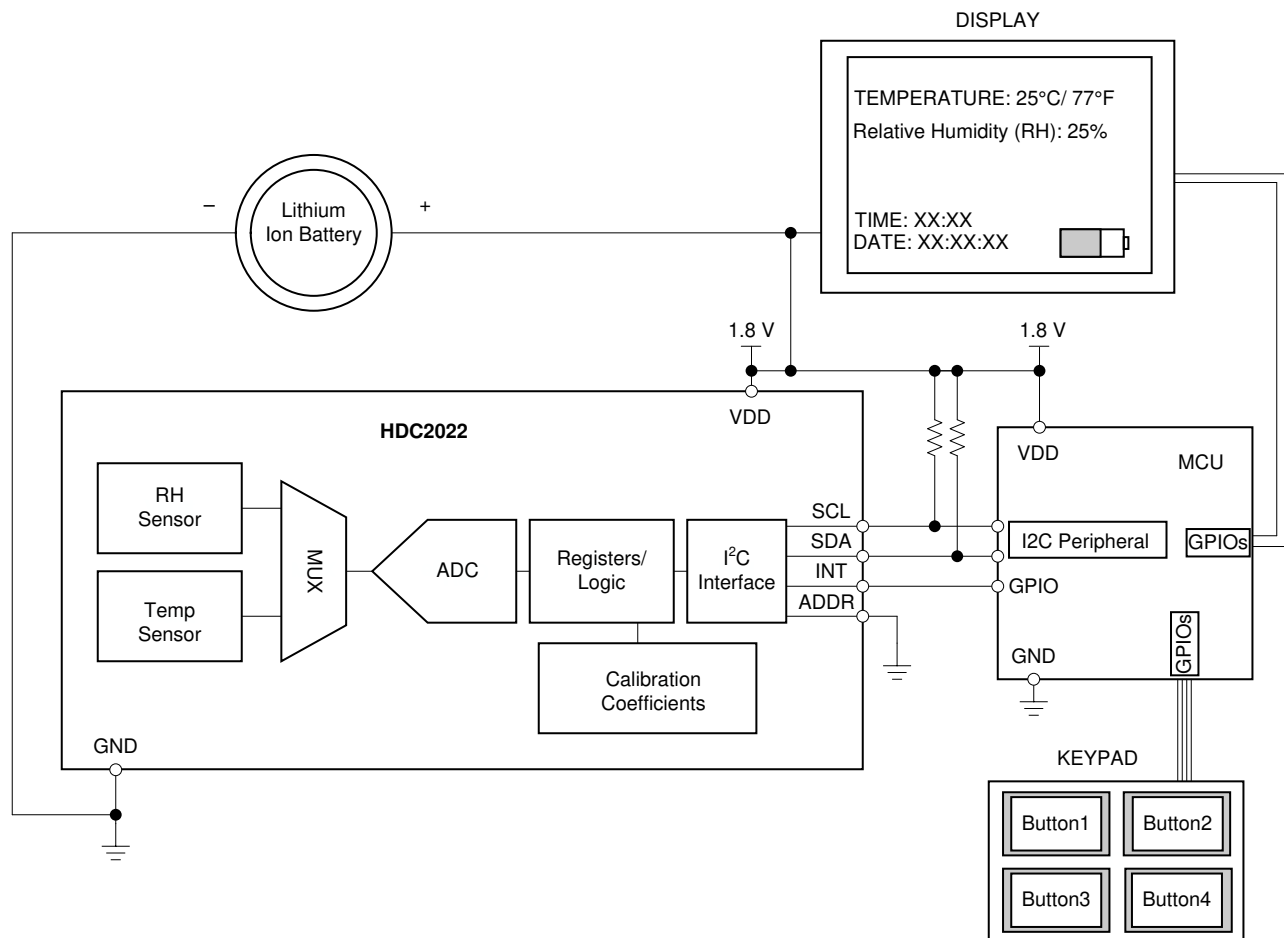 DISPLAY
TEMPERATURE: 25°C/ 77°F
Relative Humidity (RH): 25%
TIME: XX:XX
DATE: XX:XX:XX
–
Lithium
Ion Battery
+
1.8 V
1.8 V
VDD
HDC2022
RH
Sensor
Temp
Sensor
MUX
ADC
Registers/
Logic
I²C
Interface
Calibration
Coefficients
SCL
SDA
INT
ADDR
GND
VDD
MCU
I2C Peripheral
GPIOs
GPIO
GND
GPIOs
KEYPAD
Button1
Button2
Button3
Button4